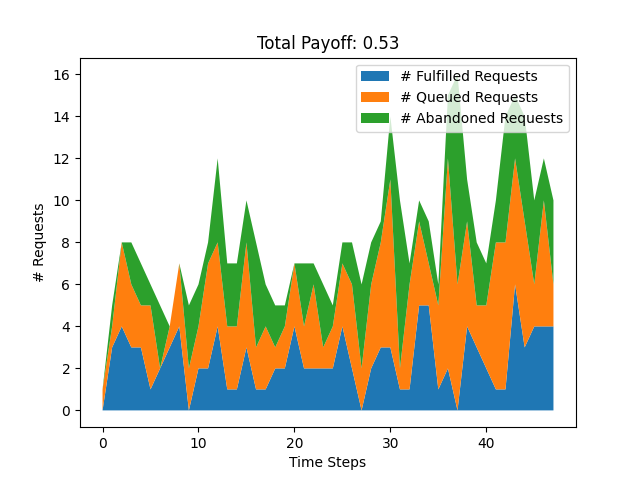 Total Payoff: 0.53
# Fulfilled Requests
# Queued Requests
# Abandoned Requests
16
14
12
10
8
6
4
2
0
# Requests
0 10 20 30 40
Time Steps